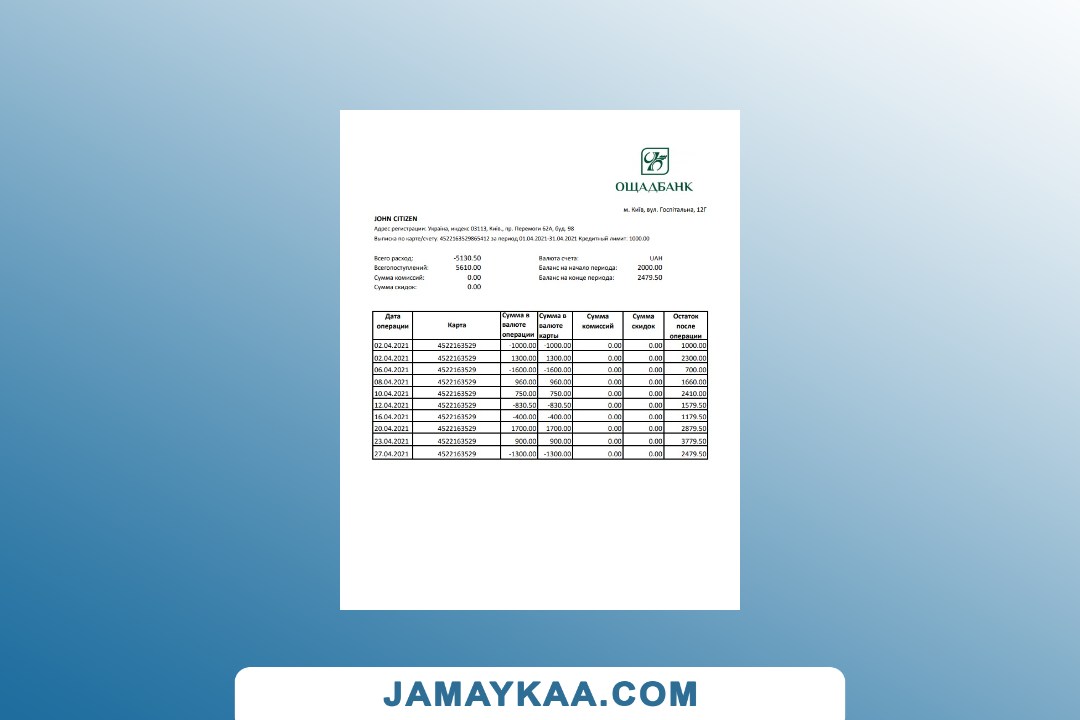 ОЩАДБАНК
м. Київ, вул. Госпітальна, 12Г
JOHN CITIZEN
Адрес регистрации: Україна, индекс 03113, Київ., пр. Перемоги 62А, буд. 98
Выписка по карте/счету: 4522163529865412 за период 01.04.2021-31.04.2021 Кредитный лимит: 1000.00
Всего расход: -5130.50 Валюта счета: UAH
Всегопоступлений: 5610.00 Баланс на начало периода: 2000.00
Сумма комиссий: 0.00 Баланс на конце периода: 2479.50
Сумма скидок: 0.00
Дата операции Карта Сумма в валюте операции Сумма в валюте карты Сумма комиссий Сумма скидок Остаток после операции
02.04.2021 4522163529 -1000.00 -1000.00 0.00 0.00 1000.00
02.04.2021 4522163529 1300.00 1300.00 0.00 0.00 2300.00
06.04.2021 4522163529 -1600.00 -1600.00 0.00 0.00 700.00
08.04.2021 4522163529 960.00 960.00 0.00 0.00 1660.00
10.04.2021 4522163529 750.00 750.00 0.00 0.00 2410.00
12.04.2021 4522163529 -830.50 -830.50 0.00 0.00 1579.50
16.04.2021 4522163529 -400.00 -400.00 0.00 0.00 1179.50
20.04.2021 4522163529 1700.00 1700.00 0.00 0.00 2879.50
23.04.2021 4522163529 900.00 900.00 0.00 0.00 3779.50
27.04.2021 4522163529 -1300.00 -1300.00 0.00 0.00 2479.50
JAMAYKAA.COM